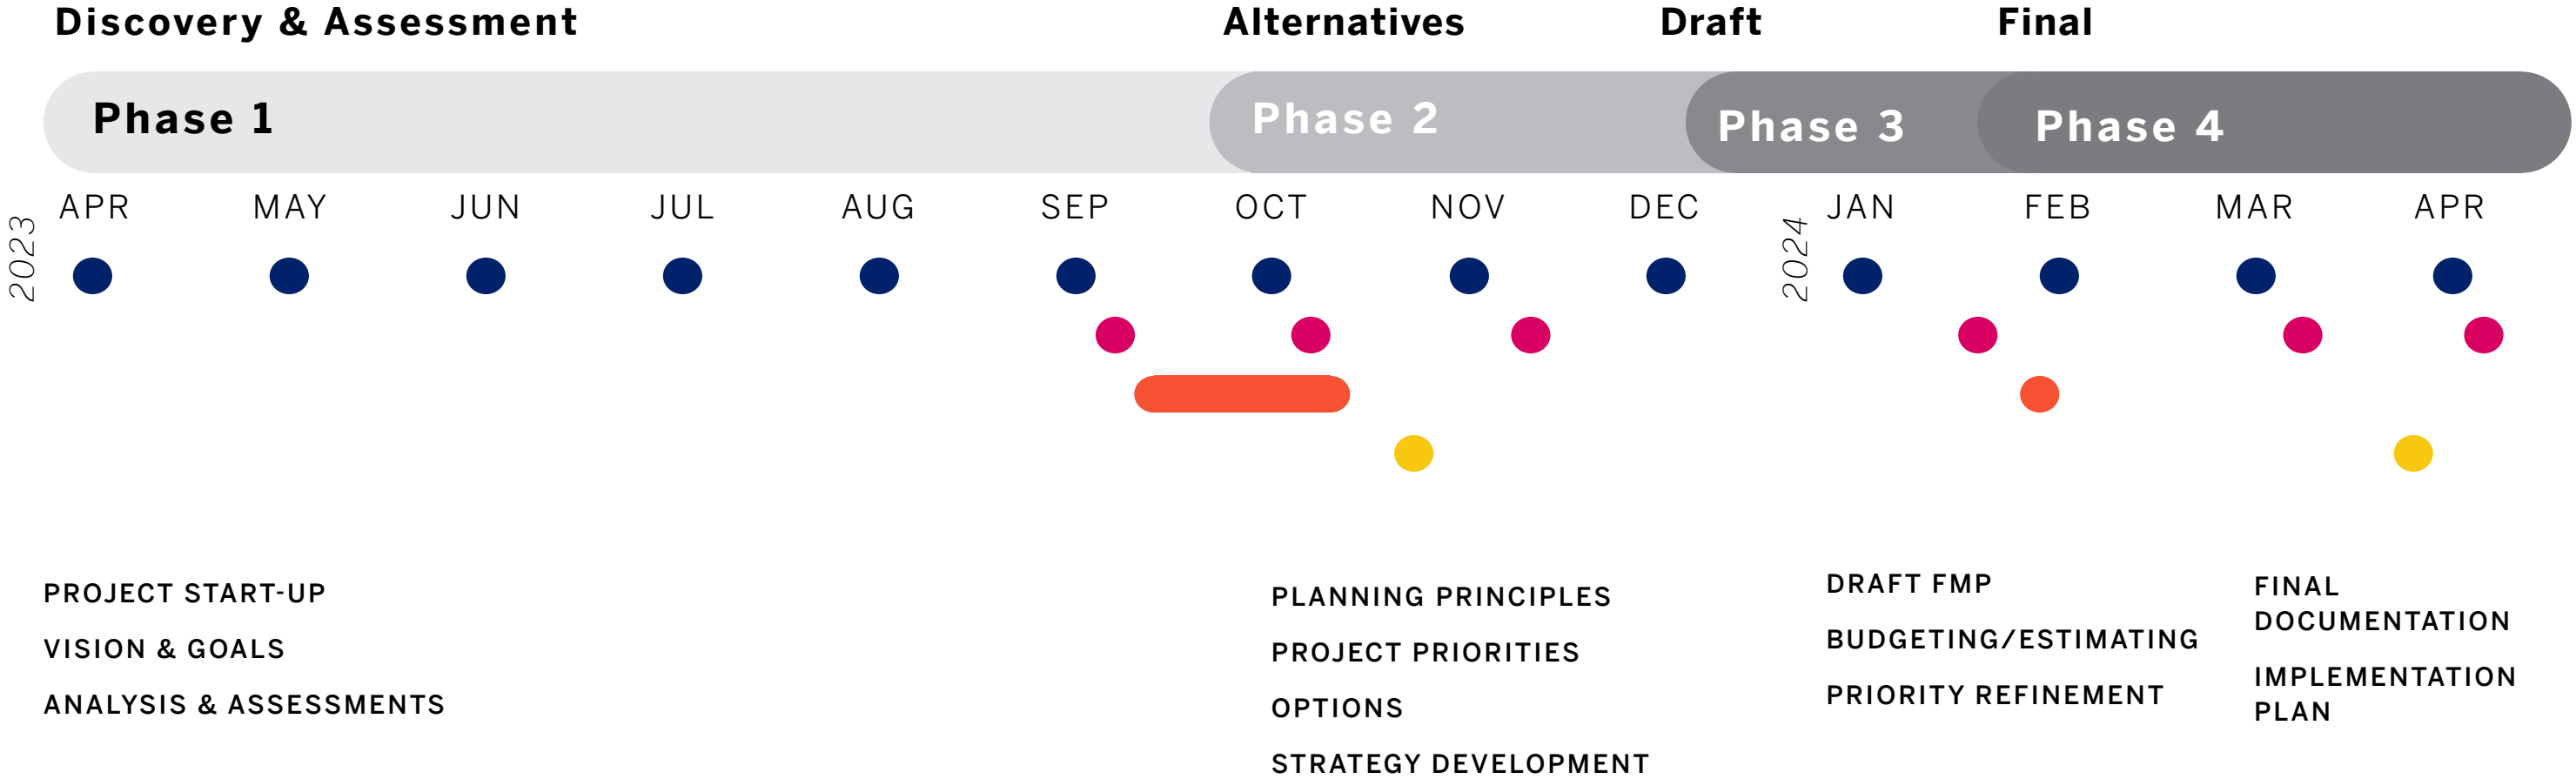 Discovery & Assessment
Alternatives
Draft
Final
Phase 1
Phase 2
Phase 3
Phase 4
2023
APR
MAY
JUN
JUL
AUG
SEP
OCT
NOV
DEC
2024
JAN
FEB
MAR
APR
PROJECT START-UP
VISION & GOALS
ANALYSIS & ASSESSMENTS
PLANNING PRINCIPLES
PROJECT PRIORITIES
OPTIONS
STRATEGY DEVELOPMENT
DRAFT FMP
BUDGETING/ESTIMATING
PRIORITY REFINEMENT
FINAL
DOCUMENTATION
IMPLEMENTATION
PLAN